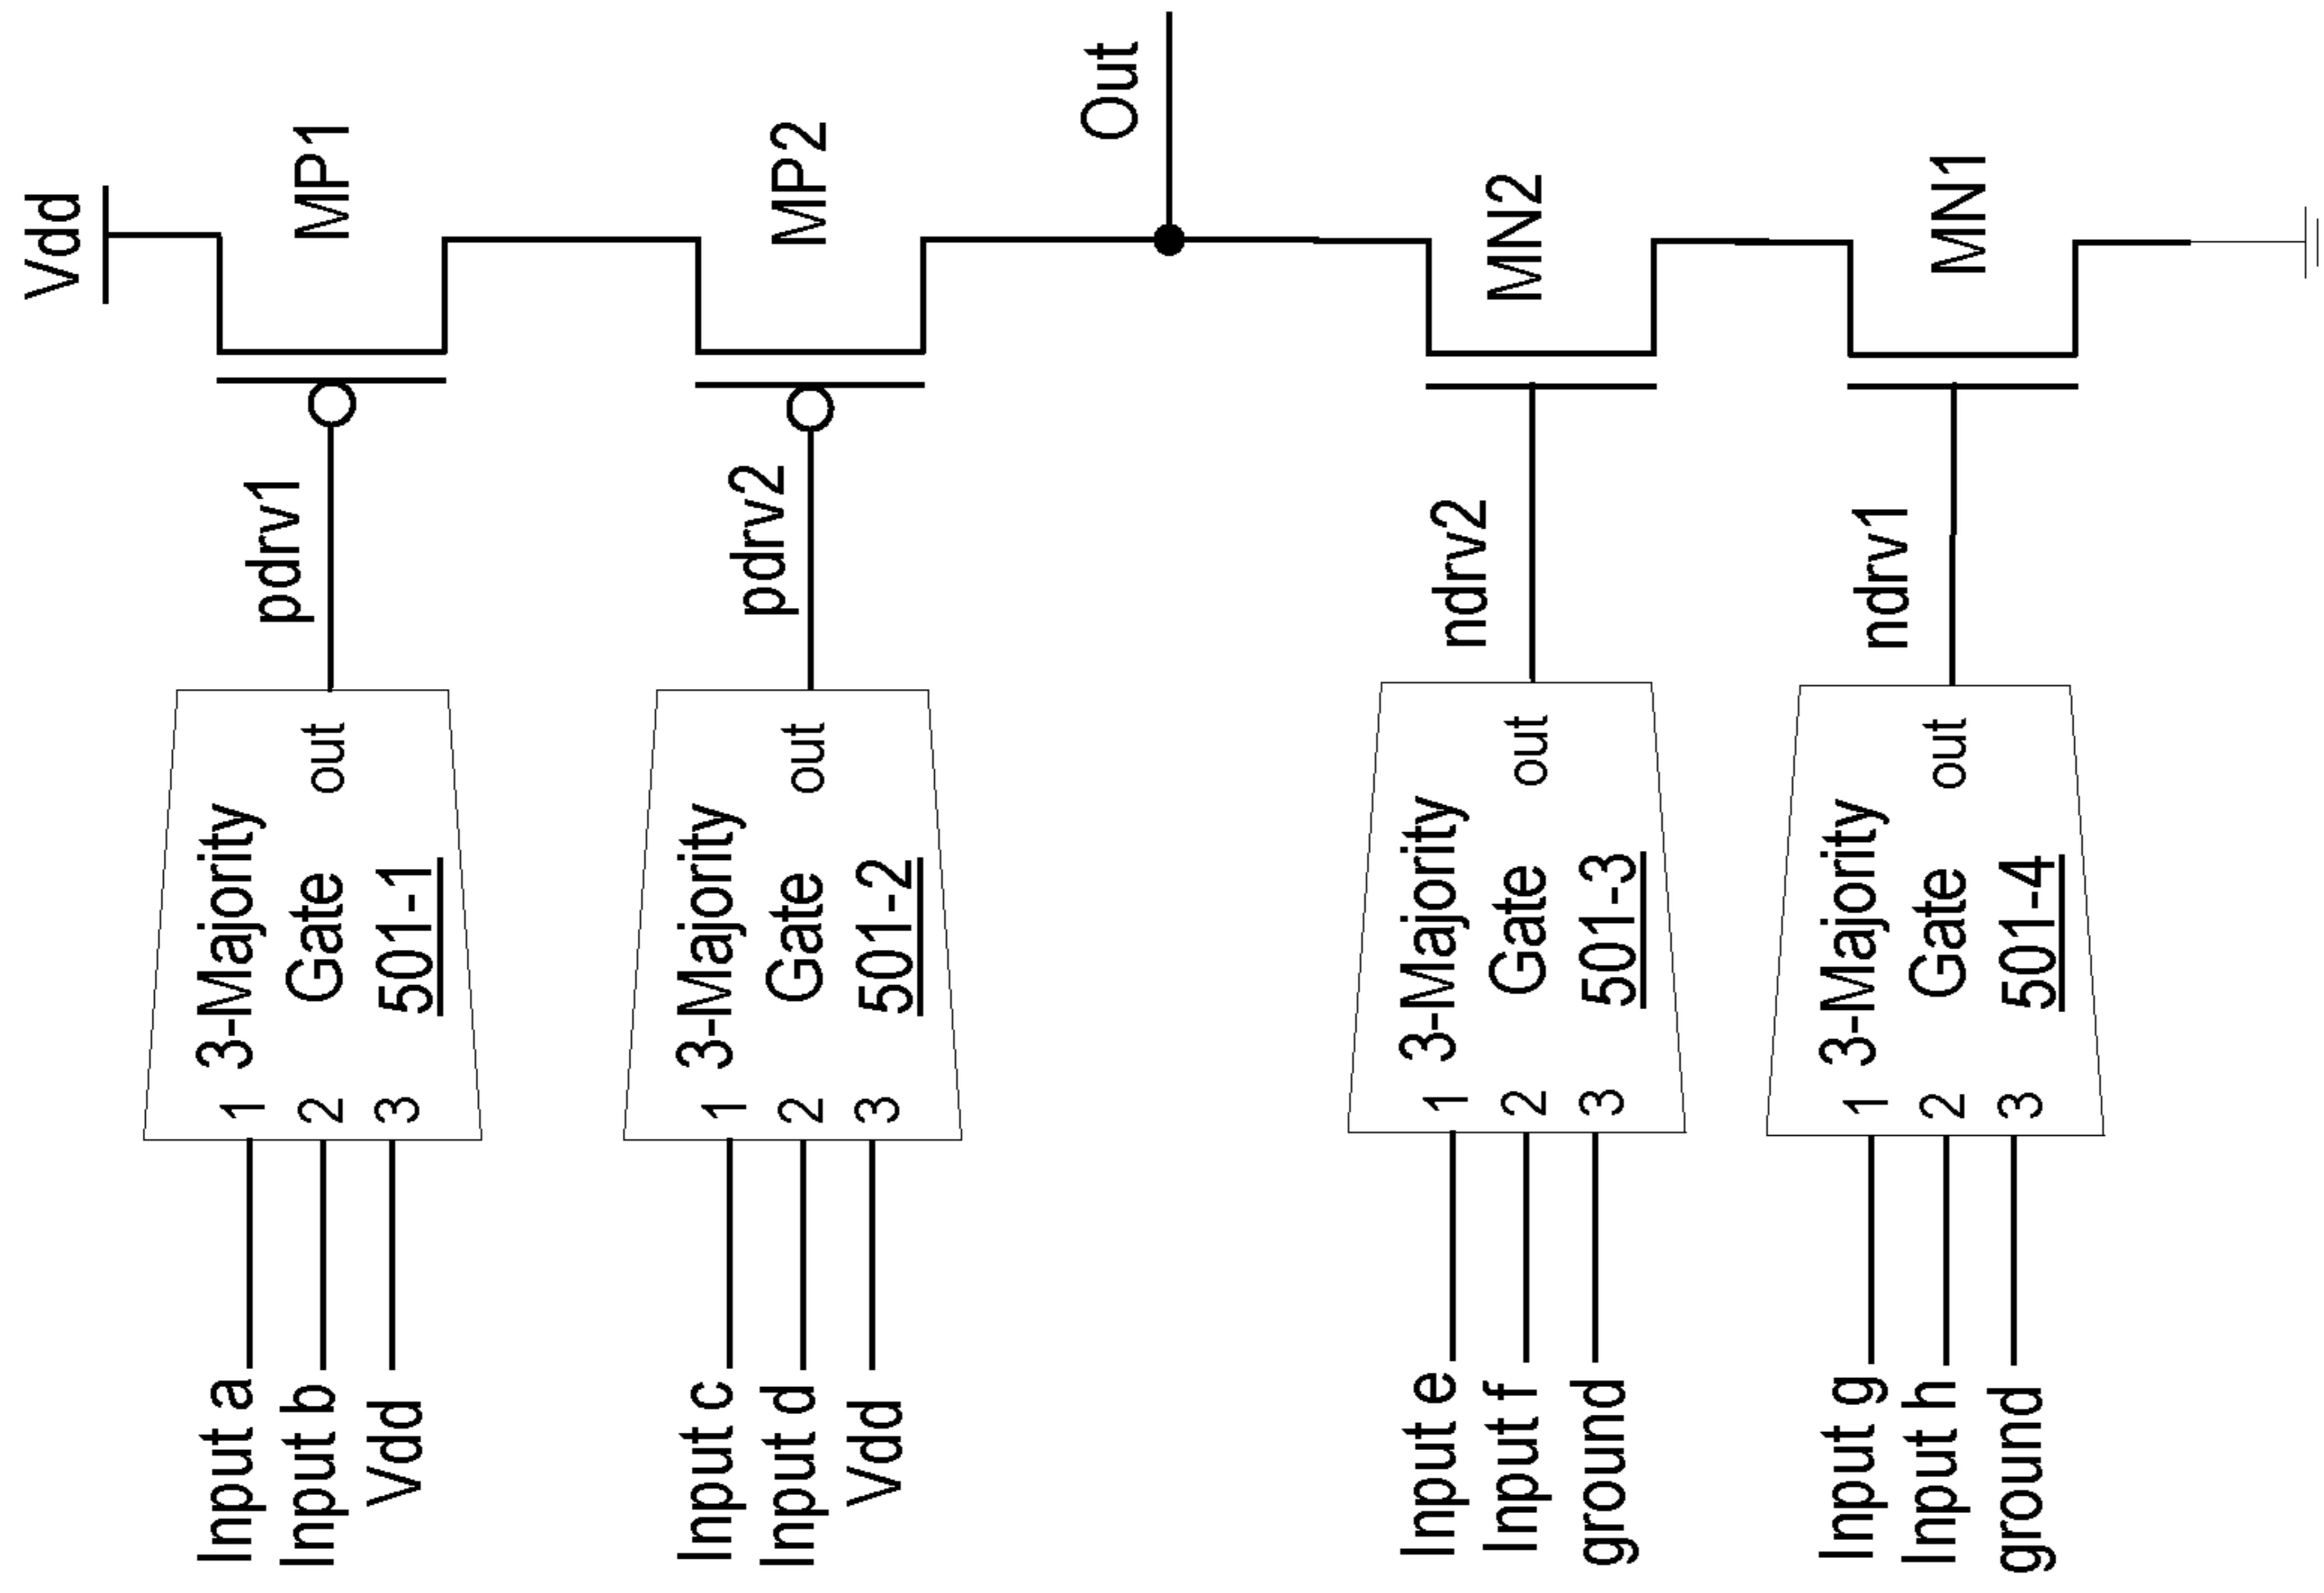 Vdd
MP1
pdrv1
3-Majority
Gate
501-1
out
1
2
3
Input a
Input b
Vdd
MP2
pdrv2
3-Majority
Gate
501-2
out
1
2
3
Input c
Input d
Vdd
Out
MN2
ndrv2
3-Majority
Gate
501-3
out
1
2
3
Input e
Input f
ground
MN1
ndrv1
3-Majority
Gate
501-4
out
1
2
3
Input g
Input h
ground